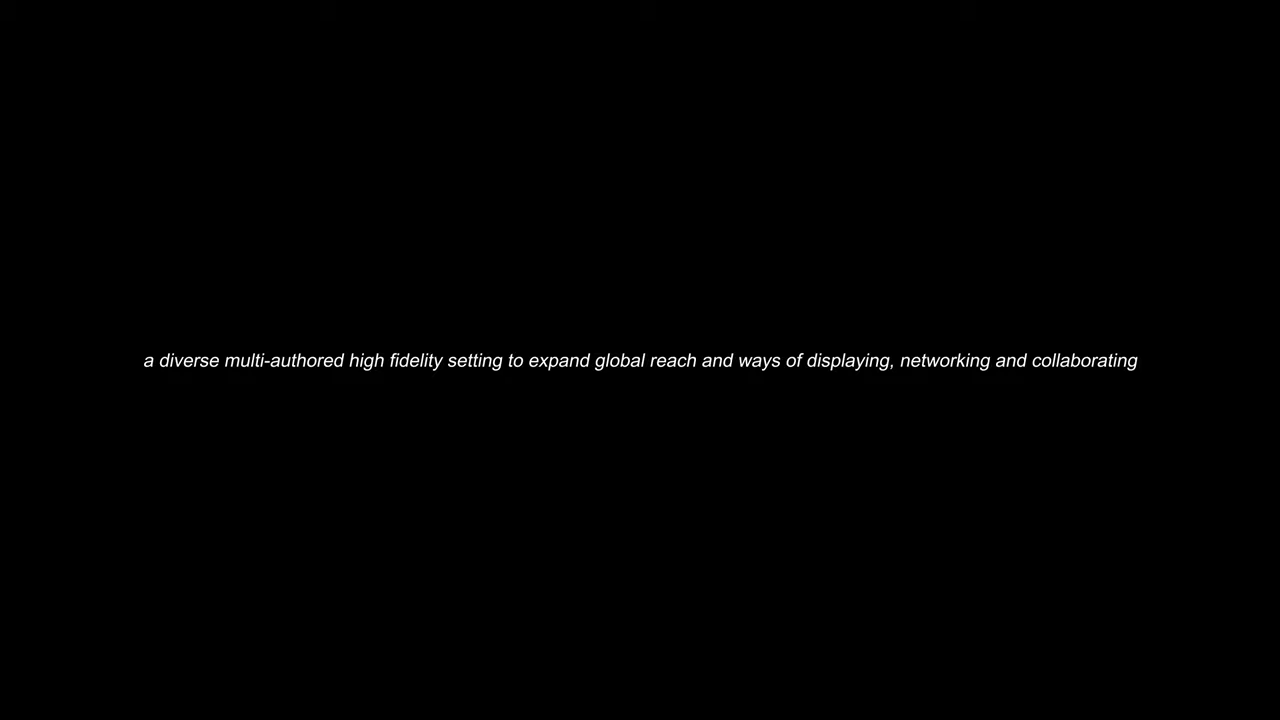 a diverse multi-authored high fidelity setting to expand global reach and ways of displaying, networking and collaborating